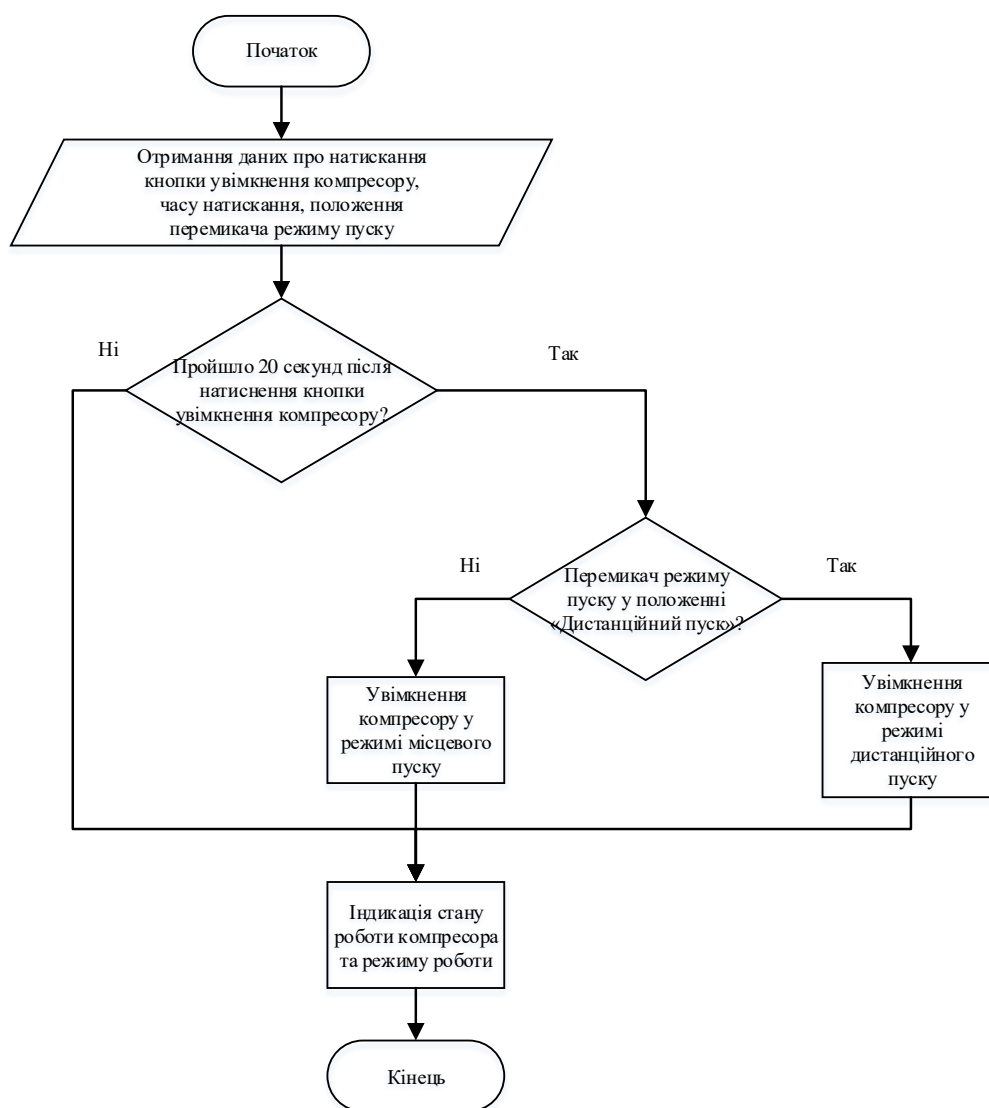 Початок
Отримання даних про натискання
кнопки увімкнення компресору,
часу натискання, положення
перемикача режиму пуску
Ні
Так
Пройшло 20 секунд після
натиснення кнопки
увімкнення компресору?
Ні
Так
Перемикач режиму
пуску у положенні
«Дистанційний пуск»?
Увімкнення
компресору у
режимі місцевого
пуску
Увімкнення
компресору у
режимі
дистанційного
пуску
Індикація стану
роботи компресора
та режиму роботи
Кінець